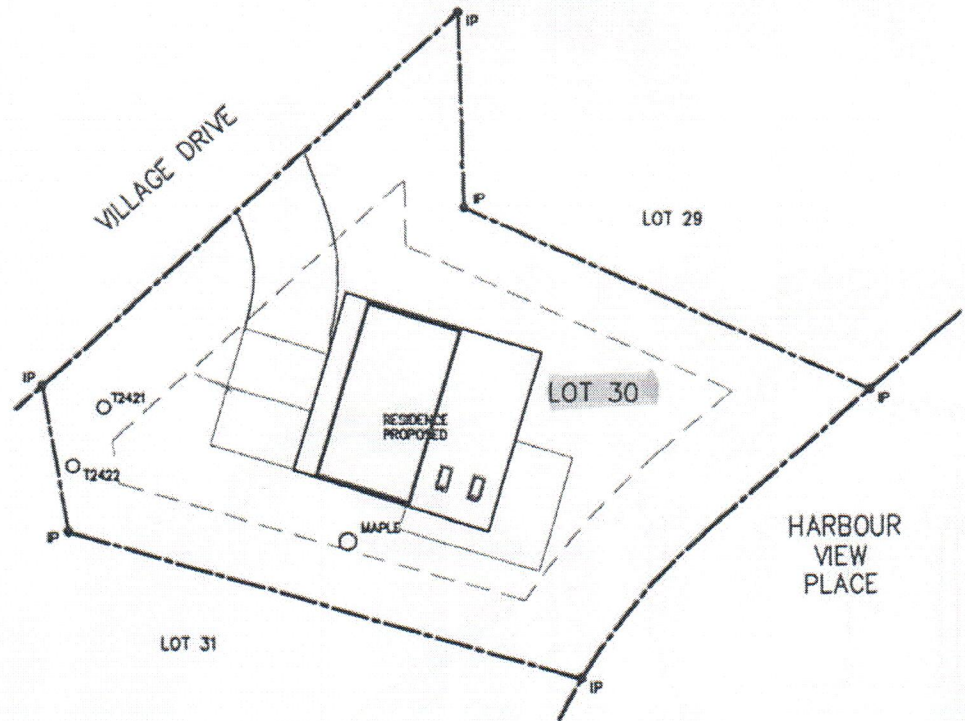 IP
VILLAGE DRIVE
IP
LOT 29
IP
T2421
LOT 30
IP
RESIDENCE
PROPOSED
T2422
MAPLE
IP
HARBOUR
VIEW
PLACE
LOT 31
IP